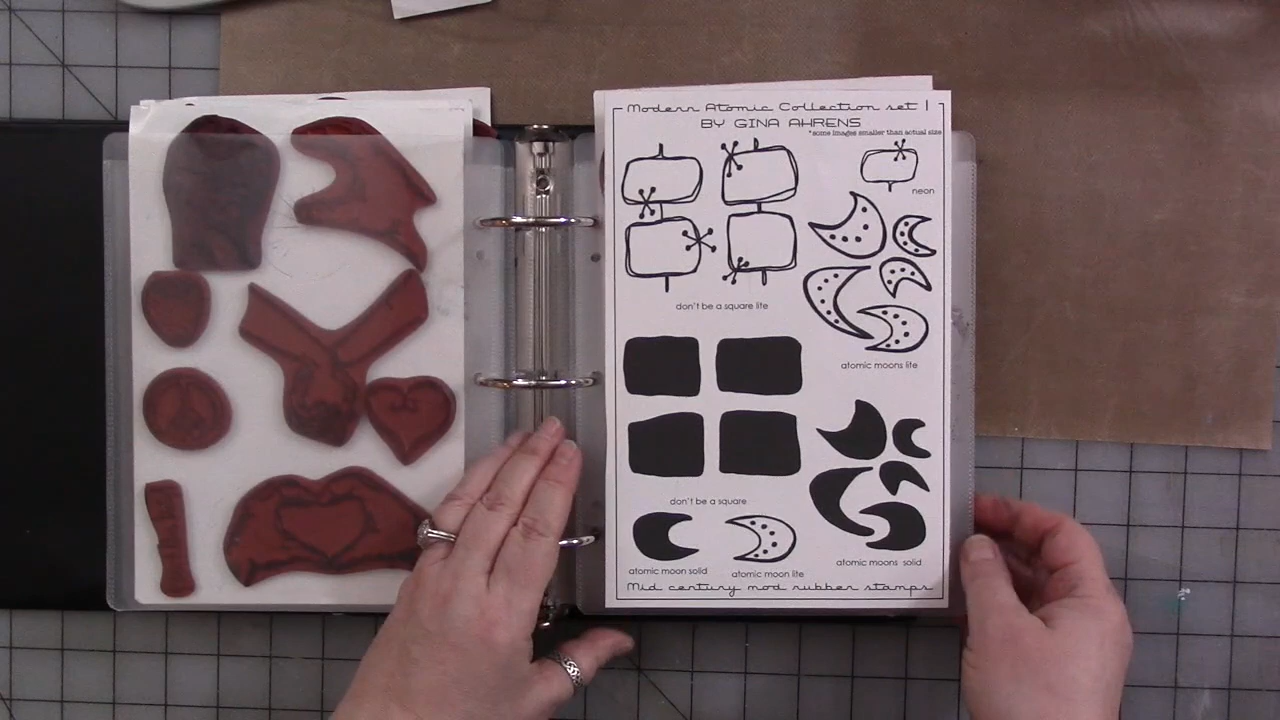 Modern Atomic Collection set 1
BY GINA AHRENS
*some images smaller than actual size
neon
don't be a square lite
atomic moons lite
don't be a square
atomic moons solid
atomic moon solid
atomic moon lite
Mid century mod rubber stamps